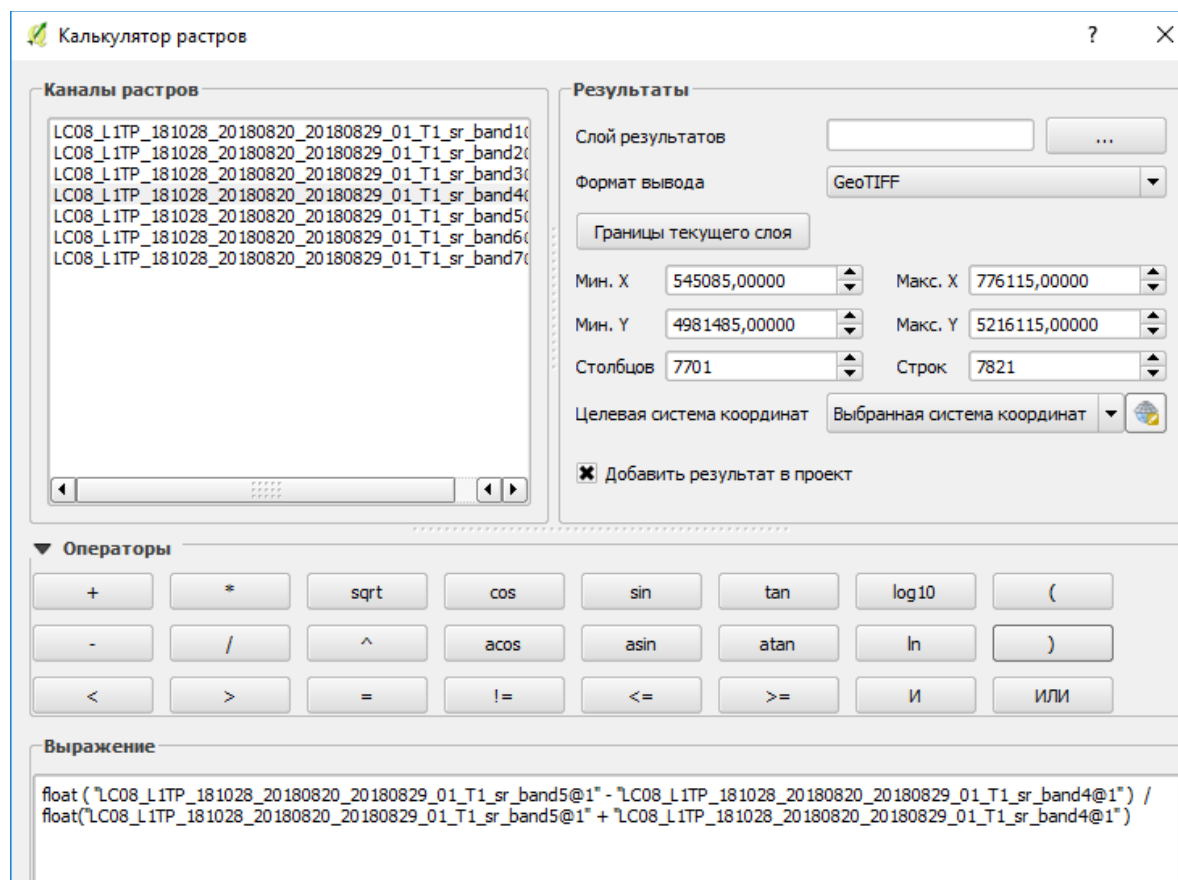 Калькулятор растров
?
Каналы растров
LC08_L1TP_181028_20180820_20180829_01_T1_sr_band1@
LC08_L1TP_181028_20180820_20180829_01_T1_sr_band2@
LC08_L1TP_181028_20180820_20180829_01_T1_sr_band3@
LC08_L1TP_181028_20180820_20180829_01_T1_sr_band4@
LC08_L1TP_181028_20180820_20180829_01_T1_sr_band5@
LC08_L1TP_181028_20180820_20180829_01_T1_sr_band6@
LC08_L1TP_181028_20180820_20180829_01_T1_sr_band7@
Результаты
Слой результатов
...
Формат вывода GeoTIFF
Границы текущего слоя
Мин. X 545085,00000 Макс. X 776115,00000
Мин. Y 4981485,00000 Макс. Y 5216115,00000
Столбцов 7701 Строк 7821
Целевая система координат Выбранная система координат
Добавить результат в проект
Операторы
+ * sqrt cos sin tan log10 (
- / ^ acos asin atan ln )
< > = != <= >= И ИЛИ
Выражение
float ( "LC08_L1TP_181028_20180820_20180829_01_T1_sr_band5@1" - "LC08_L1TP_181028_20180820_20180829_01_T1_sr_band4@1" ) /
float("LC08_L1TP_181028_20180820_20180829_01_T1_sr_band5@1" + "LC08_L1TP_181028_20180820_20180829_01_T1_sr_band4@1" )